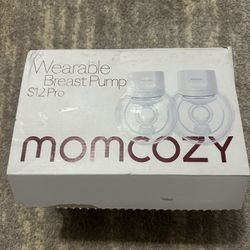 Wearable
Breast Pump
S12 Pro
momcozy